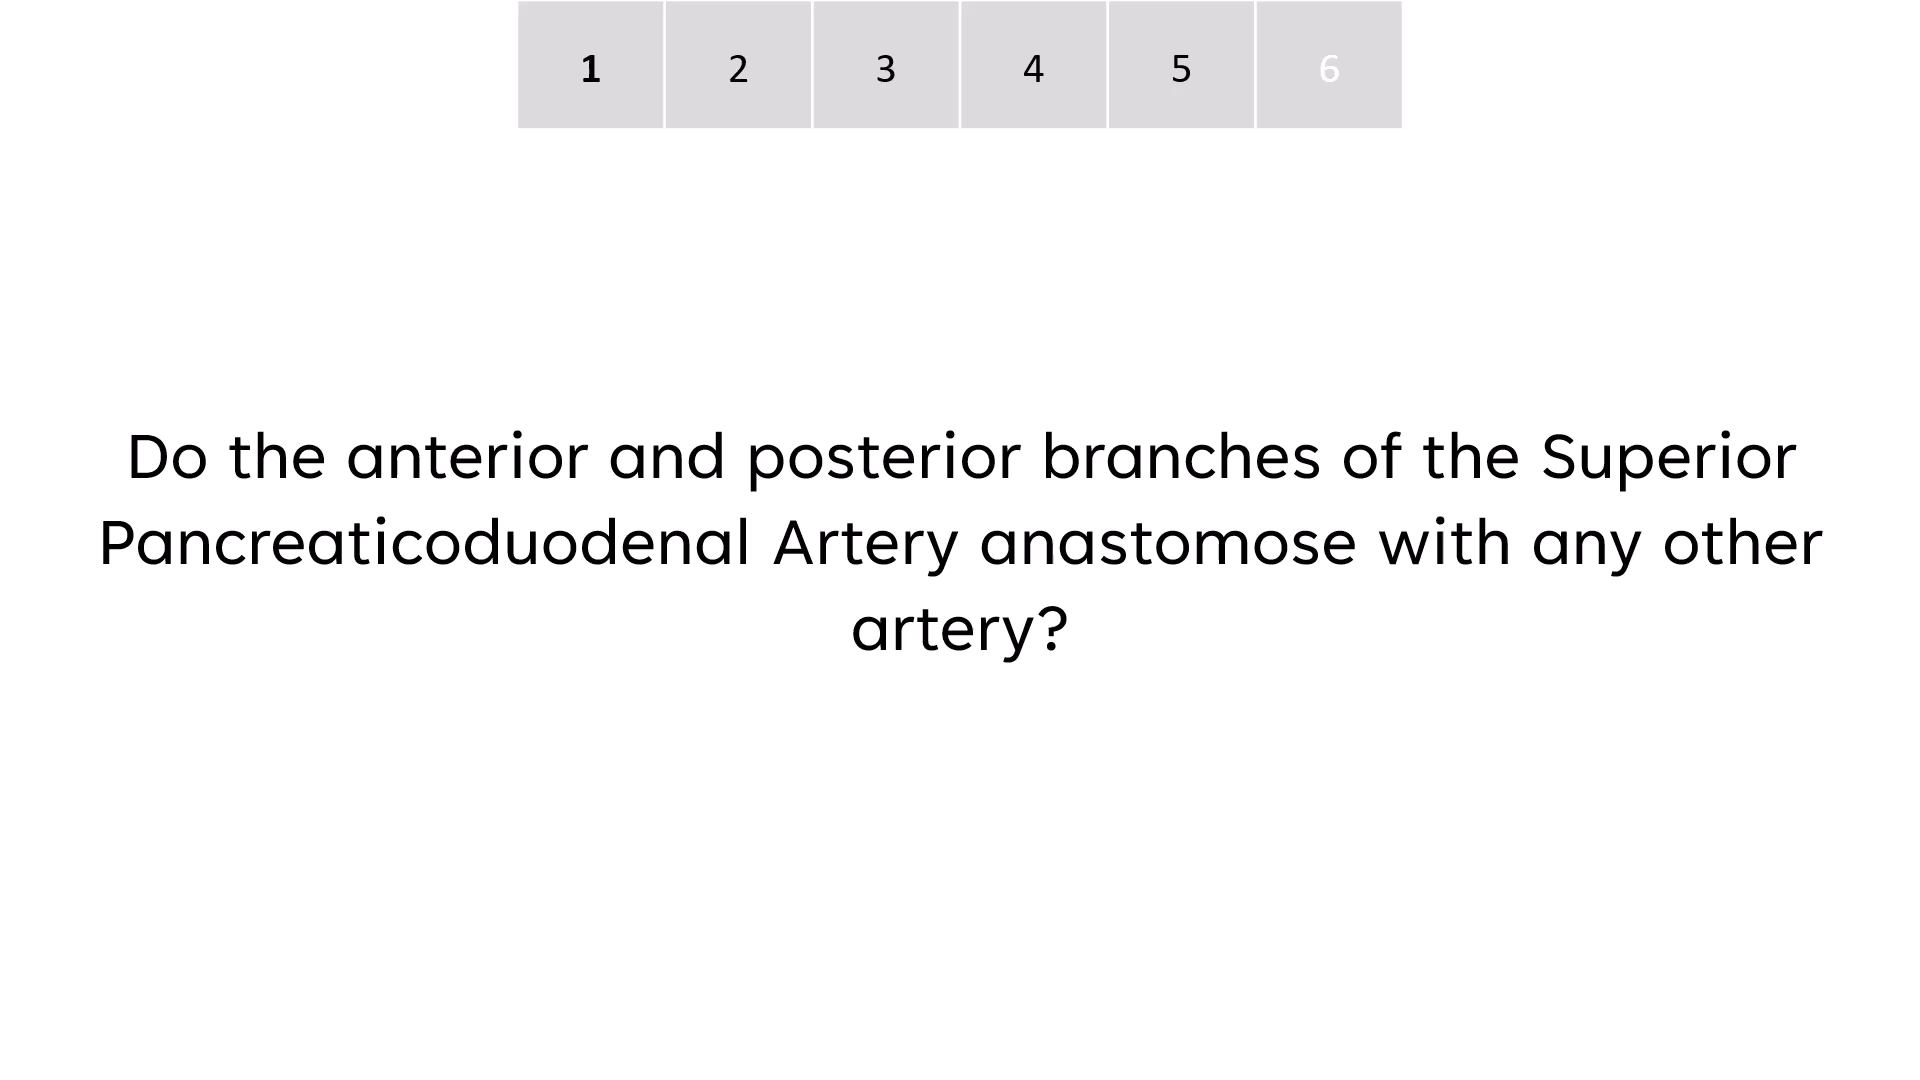 1 2 3 4 5 6
Do the anterior and posterior branches of the Superior
Pancreaticoduodenal Artery anastomose with any other
artery?